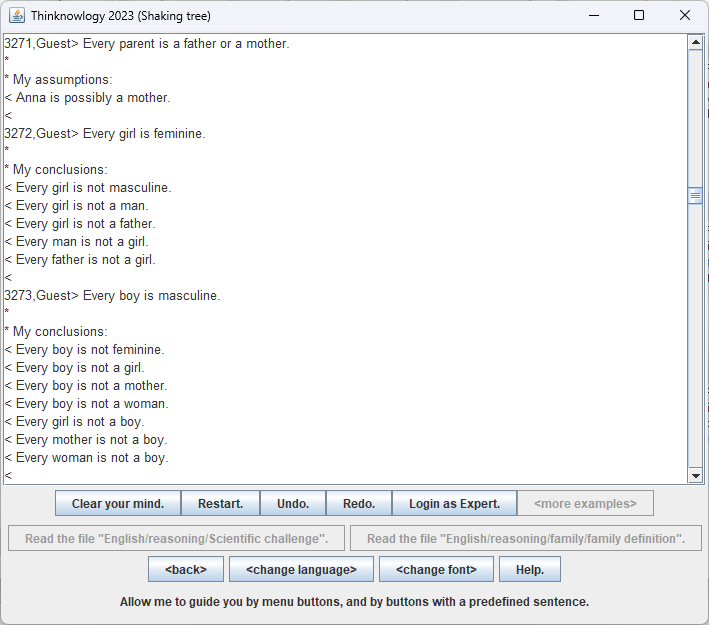 Thinknowlogy 2023 (Shaking tree)
3271,Guest> Every parent is a father or a mother.
*
* My assumptions:
< Anna is possibly a mother.
<
3272,Guest> Every girl is feminine.
*
* My conclusions:
< Every girl is not masculine.
< Every girl is not a man.
< Every girl is not a father.
< Every man is not a girl.
< Every father is not a girl.
<
3273,Guest> Every boy is masculine.
*
* My conclusions:
< Every boy is not feminine.
< Every boy is not a girl.
< Every boy is not a mother.
< Every boy is not a woman.
< Every girl is not a boy.
< Every mother is not a boy.
< Every woman is not a boy.
<
Clear your mind. Restart. Undo. Redo. Login as Expert. <more examples>
Read the file "English/reasoning/Scientific challenge". Read the file "English/reasoning/family/family definition".
<back> <change language> <change font> Help.
Allow me to guide you by menu buttons, and by buttons with a predefined sentence.